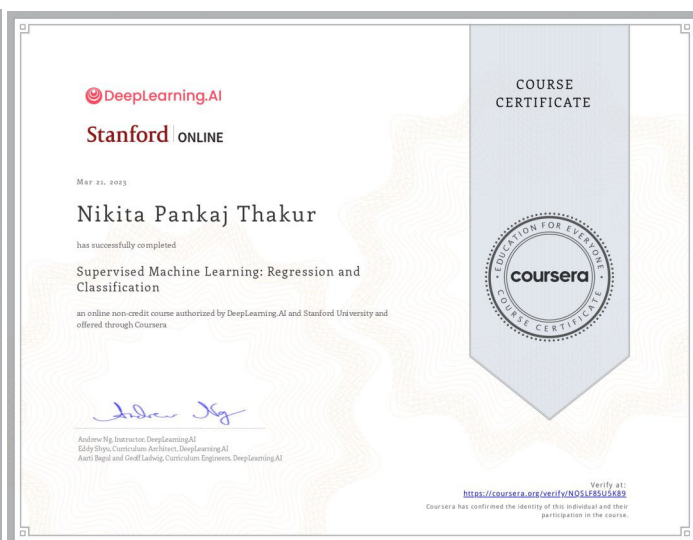 DeepLearning.AI
Stanford ONLINE
Mar 21, 2023
Nikita Pankaj Thakur
has successfully completed
Supervised Machine Learning: Regression and
Classification
an online non-credit course authorized by DeepLearning.AI and Stanford University and
offered through Coursera
Andrew Ng
Andrew Ng, Instructor, DeepLearning.AI
Eddy Shyu, Curriculum Architect, DeepLearning.AI
Aarti Bagul and Geoff Ladwig, Curriculum Engineers, DeepLearning.AI
COURSE
CERTIFICATE
EDUCATION FOR EVERYONE
coursera
COURSE CERTIFICATE
Verify at:
https://coursera.org/verify/NQSLF85U5K89
Coursera has confirmed the identity of this individual and their
participation in the course.